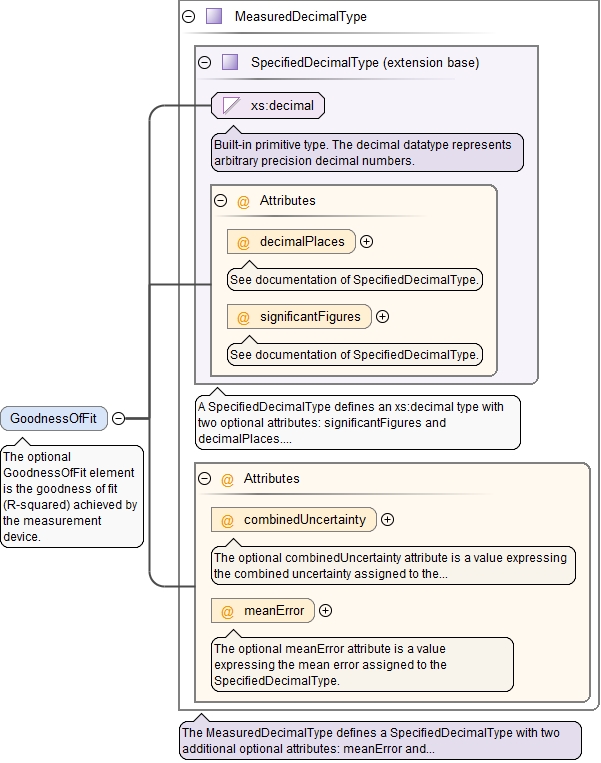 MeasuredDecimalType
SpecifiedDecimalType (extension base)
xs:decimal
Built-in primitive type. The decimal datatype represents
arbitrary precision decimal numbers.
@ Attributes
@ decimalPlaces
See documentation of SpecifiedDecimalType.
@ significantFigures
See documentation of SpecifiedDecimalType.
A SpecifiedDecimalType defines an xs:decimal type with
two optional attributes: significantFigures and
decimalPlaces....
GoodnessOfFit
The optional
GoodnessOfFit element
is the goodness of fit
(R-squared) achieved by
the measurement
device.
@ Attributes
@ combinedUncertainty
The optional combinedUncertainty attribute is a value expressing
the combined uncertainty assigned to the...
@ meanError
The optional meanError attribute is a value
expressing the mean error assigned to the
SpecifiedDecimalType.
The MeasuredDecimalType defines a SpecifiedDecimalType with two
additional optional attributes: meanError and...